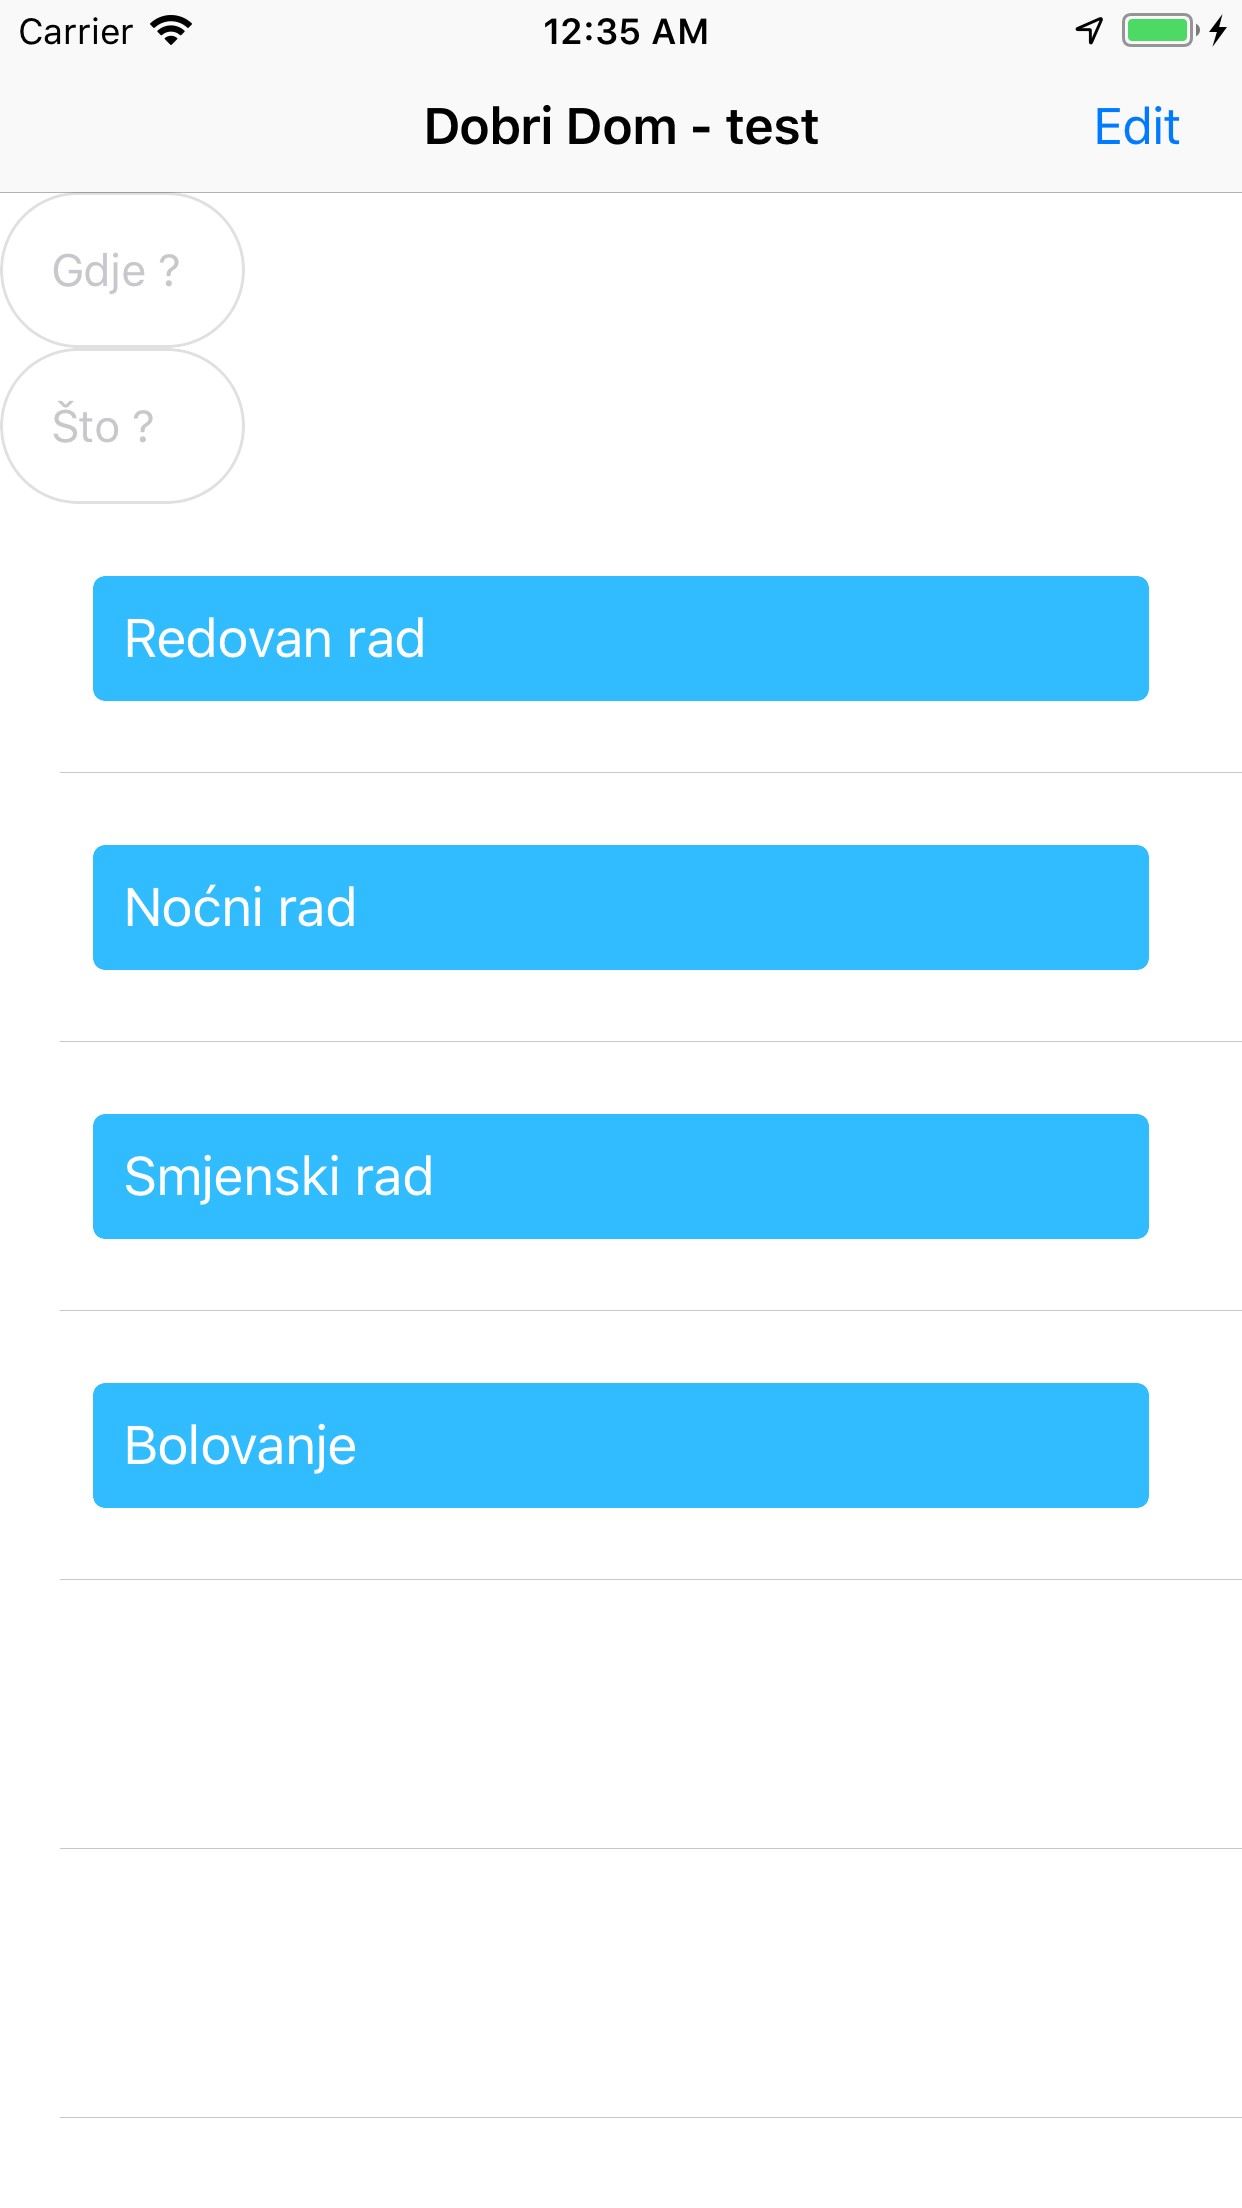 Carrier 12:35 AM
Dobri Dom - test Edit
Gdje ?
Što ?
Redovan rad
Noćni rad
Smjenski rad
Bolovanje